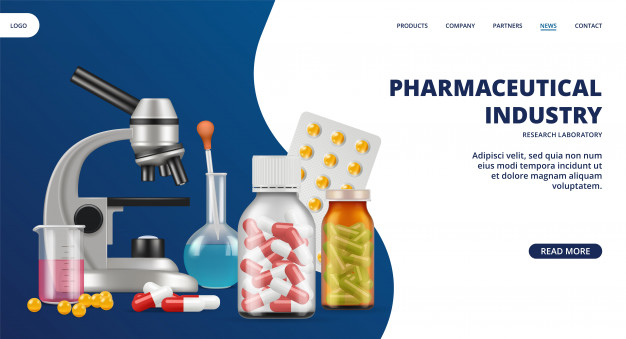 LOGO
PRODUCTS COMPANY PARTNERS NEWS CONTACT
PHARMACEUTICAL
INDUSTRY
RESEARCH LABORATORY
Adipisci velit, sed quia non num
eius modi tempora incidunt ut
et dolore magnam aliquam
voluptatem.
READ MORE